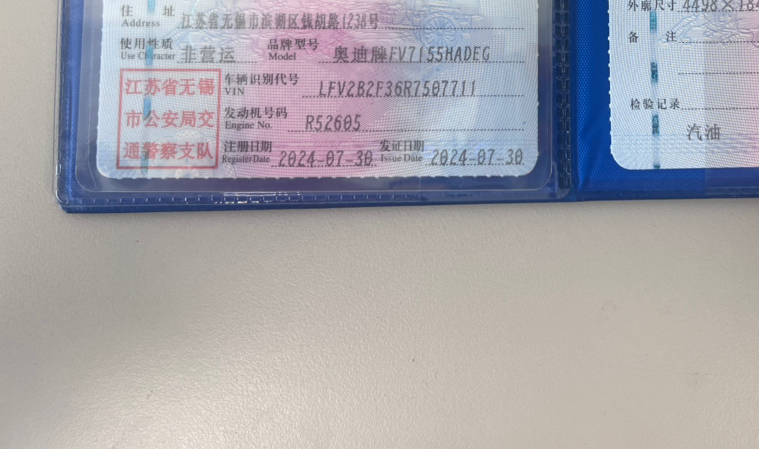 住 址 江苏省无锡市滨湖区钱胡路1238号
Address
使用性质 非营运 品牌型号 奥迪牌FV7155HADEG
Use Character Model
江苏省无锡
市公安局交
通警察支队
车辆识别代号 LFV2B2F36R7507711
VIN
发动机号码 R52605
Engine No.
注册日期 2024-07-30 发证日期 2024-07-30
Register Date Issue Date
外廓尺寸 4498×184
备 注
检验记录
汽油